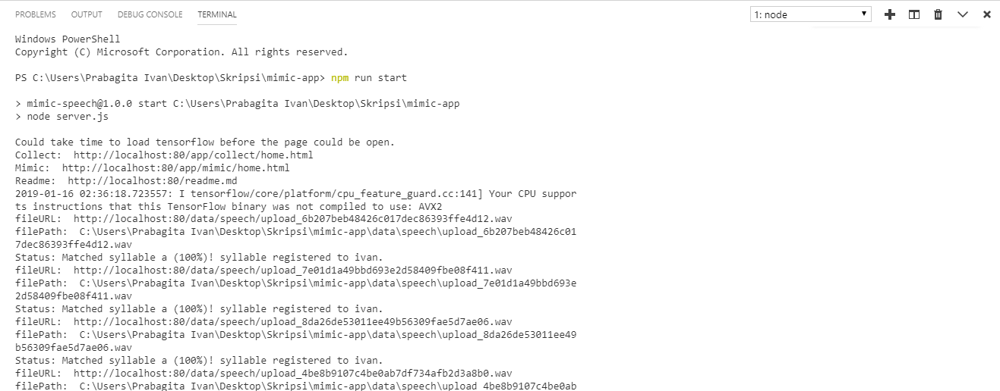 PROBLEMS OUTPUT DEBUG CONSOLE TERMINAL 1: node
Windows PowerShell
Copyright (C) Microsoft Corporation. All rights reserved.
PS C:\Users\Prabagita Ivan\Desktop\Skripsi\mimic-app> npm run start
> mimic-speech@1.0.0 start C:\Users\Prabagita Ivan\Desktop\Skripsi\mimic-app
> node server.js
Could take time to load tensorflow before the page could be open.
Collect:  http://localhost:80/app/collect/home.html
Mimic:  http://localhost:80/app/mimic/home.html
Readme:  http://localhost:80/readme.md
2019-01-16 02:36:18.723557: I tensorflow/core/platform/cpu_feature_guard.cc:141] Your CPU suppor
ts instructions that this TensorFlow binary was not compiled to use: AVX2
fileURL:  http://localhost:80/data/speech/upload_6b207beb48426c017dec86393ffe4d12.wav
filePath:  C:\Users\Prabagita Ivan\Desktop\Skripsi\mimic-app\data\speech\upload_6b207beb48426c01
7dec86393ffe4d12.wav
Status: Matched syllable a (100%)! syllable registered to ivan.
fileURL:  http://localhost:80/data/speech/upload_7e01d1a49bbd693e2d58409fbe08f411.wav
filePath:  C:\Users\Prabagita Ivan\Desktop\Skripsi\mimic-app\data\speech\upload_7e01d1a49bbd693e
2d58409fbe08f411.wav
Status: Matched syllable a (100%)! syllable registered to ivan.
fileURL:  http://localhost:80/data/speech/upload_8da26de53011ee49b56309fae5d7ae06.wav
filePath:  C:\Users\Prabagita Ivan\Desktop\Skripsi\mimic-app\data\speech\upload_8da26de53011ee49
b56309fae5d7ae06.wav
Status: Matched syllable a (100%)! syllable registered to ivan.
fileURL:  http://localhost:80/data/speech/upload_4be8b9107c4be0ab7df734afb2d3a8b0.wav
filePath:  C:\Users\Prabagita Ivan\Desktop\Skripsi\mimic-app\data\speech\upload_4be8b9107c4be0ab